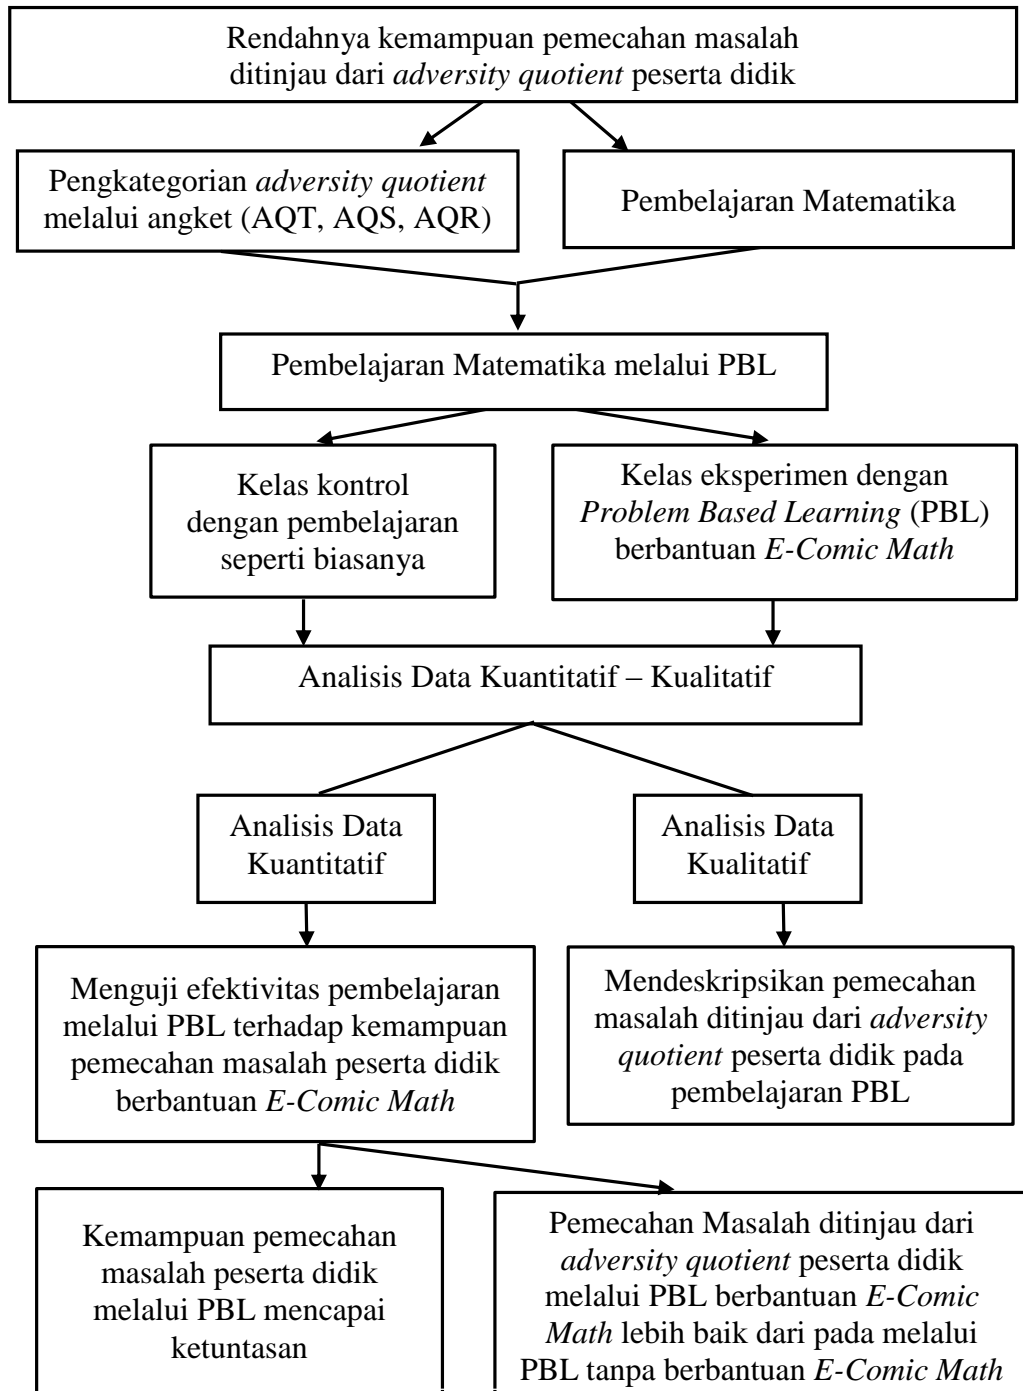 Rendahnya kemampuan pemecahan masalah
ditinjau dari adversity quotient peserta didik
Pengkategorian adversity quotient
melalui angket (AQT, AQS, AQR)
Pembelajaran Matematika
Pembelajaran Matematika melalui PBL
Kelas kontrol
dengan pembelajaran
seperti biasanya
Kelas eksperimen dengan
Problem Based Learning (PBL)
berbantuan E-Comic Math
Analisis Data Kuantitatif – Kualitatif
Analisis Data
Kuantitatif
Analisis Data
Kualitatif
Menguji efektivitas pembelajaran
melalui PBL terhadap kemampuan
pemecahan masalah peserta didik
berbantuan E-Comic Math
Mendeskripsikan pemecahan
masalah ditinjau dari adversity
quotient peserta didik pada
pembelajaran PBL
Kemampuan pemecahan
masalah peserta didik
melalui PBL mencapai
ketuntasan
Pemecahan Masalah ditinjau dari
adversity quotient peserta didik
melalui PBL berbantuan E-Comic
Math lebih baik dari pada melalui
PBL tanpa berbantuan E-Comic Math